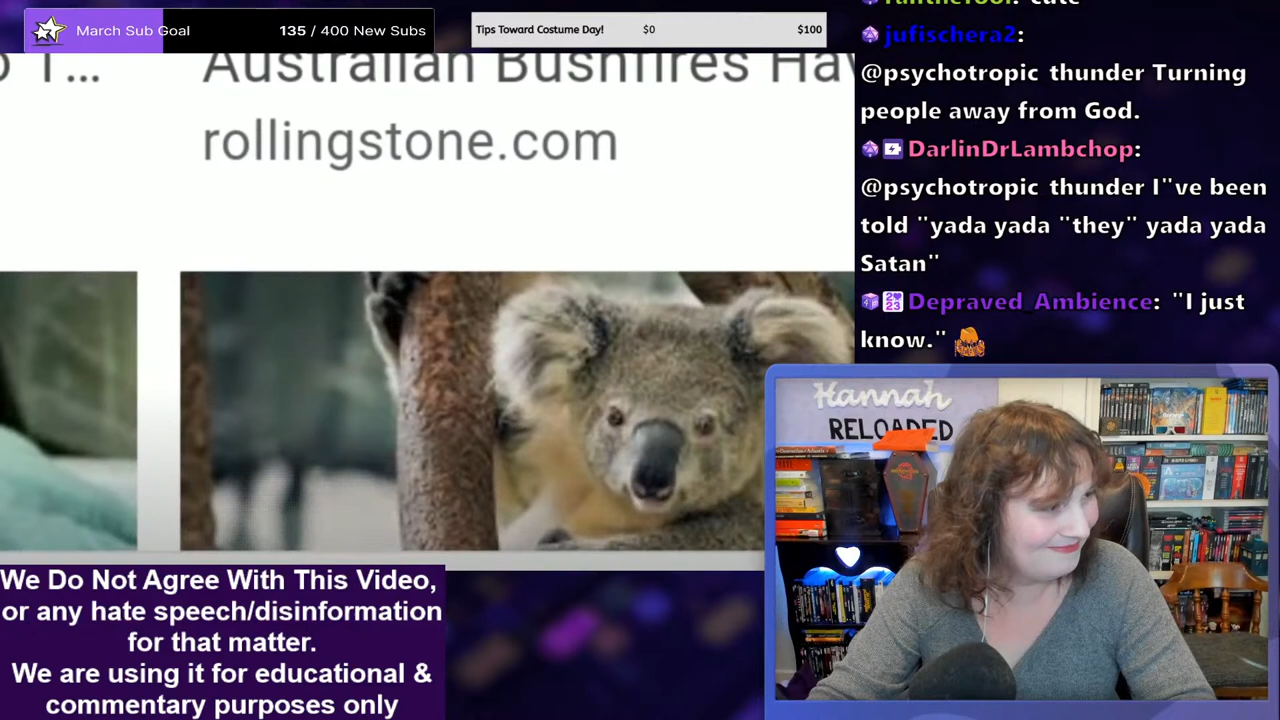 March Sub Goal
135 / 400 New Subs
Tips Toward Costume Day!
$0
$100
T...
Australian Bushfires Hav
rollingstone.com
jufischera2:
@psychotropic thunder Turning
people away from God.
DarlinDrLambchop:
@psychotropic thunder I"ve been
told "yada yada "they" yada yada
Satan"
Depraved_Ambience: "I just
know."
Hannah
RELOADED
We Do Not Agree With This Video,
or any hate speech/disinformation
for that matter.
We are using it for educational &
commentary purposes only